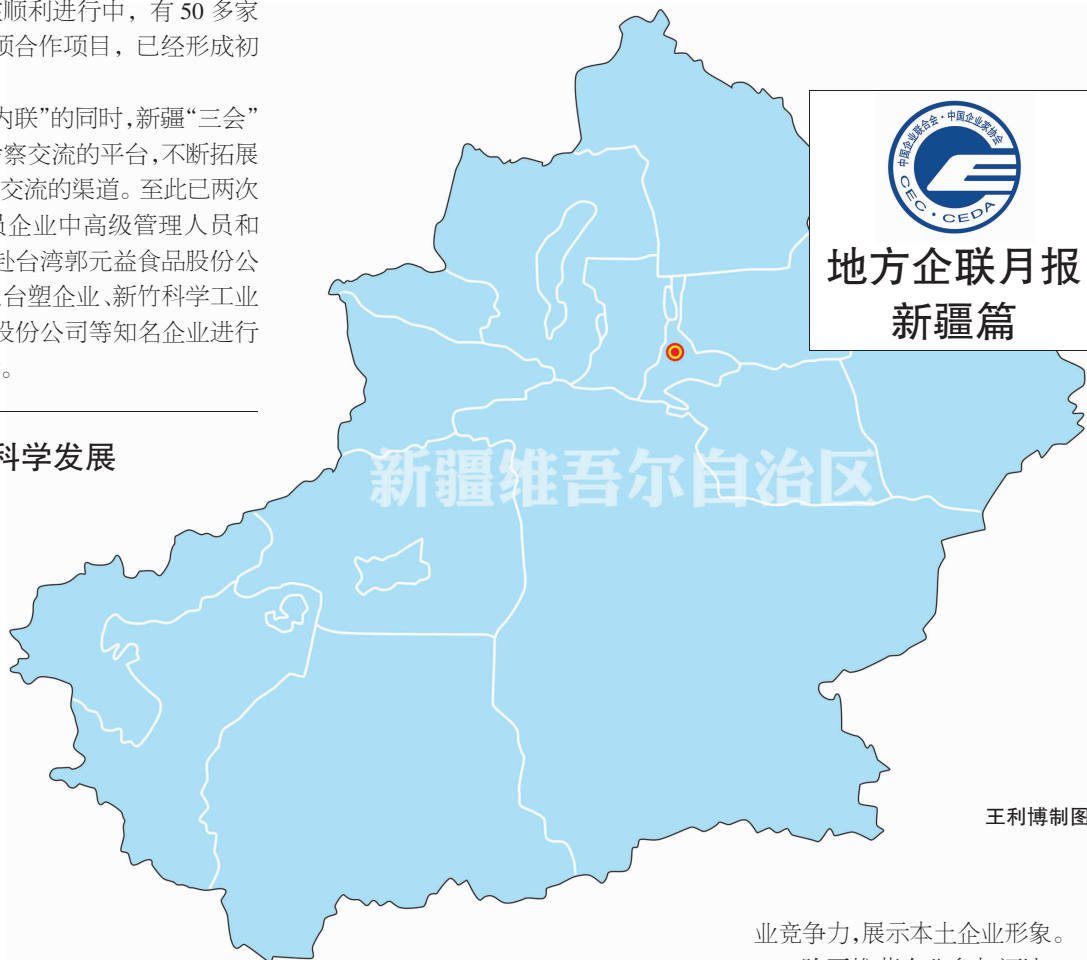 顺利进行中，有 50 多家
合作项目，已经形成初
内联”的同时，新疆“三会”
察交流的平台，不断拓展
交流的渠道。至此已两次
员企业中高级管理人员和
赴台湾郭元益食品股份公
台塑企业、新竹科学工业
股份公司等知名企业进行
。
科学发展
中国企业联合会·中国企业家协会
CEC·CEDA
地方企联月报
新疆篇
新疆维吾尔自治区
王利博制图
业竞争力，展示本土企业形象。